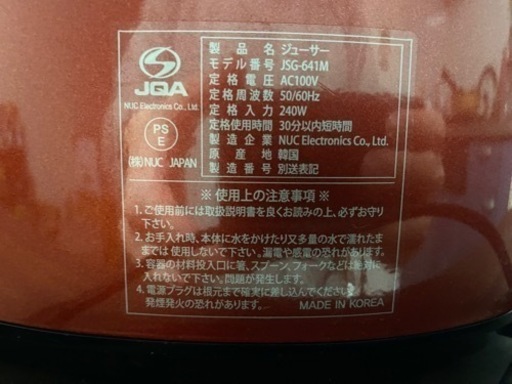 JQA
NUC Electronics Co., Ltd.
PS
E
(株) NUC JAPAN
製品名 ジューサー
モデル番号 JSG-641M
定格電圧 AC100V
定格周波数 50/60Hz
定格入力 240W
定格使用時間 30分以内短時間
製造企業 NUC Electronics Co., Ltd.
原産地 韓国
製造番号 別送表記
※ 使用上の注意事項 ※
1. ご使用前には取扱説明書を良くお読みの上、必ずお守り
下さい。
2. お手入れ時、本体に水をかけたり又多量の水で濡れたま
までは使用しないで下さい。漏電や感電の恐れがあります。
3. 容器の材料投入口に箸、スプーン、フォークなどは絶対に
入れないで下さい。問題が発生します。
4. 電源プラグは根元まで確実に差し込んでください。
発煙発火の恐れがあります。
MADE IN KOREA